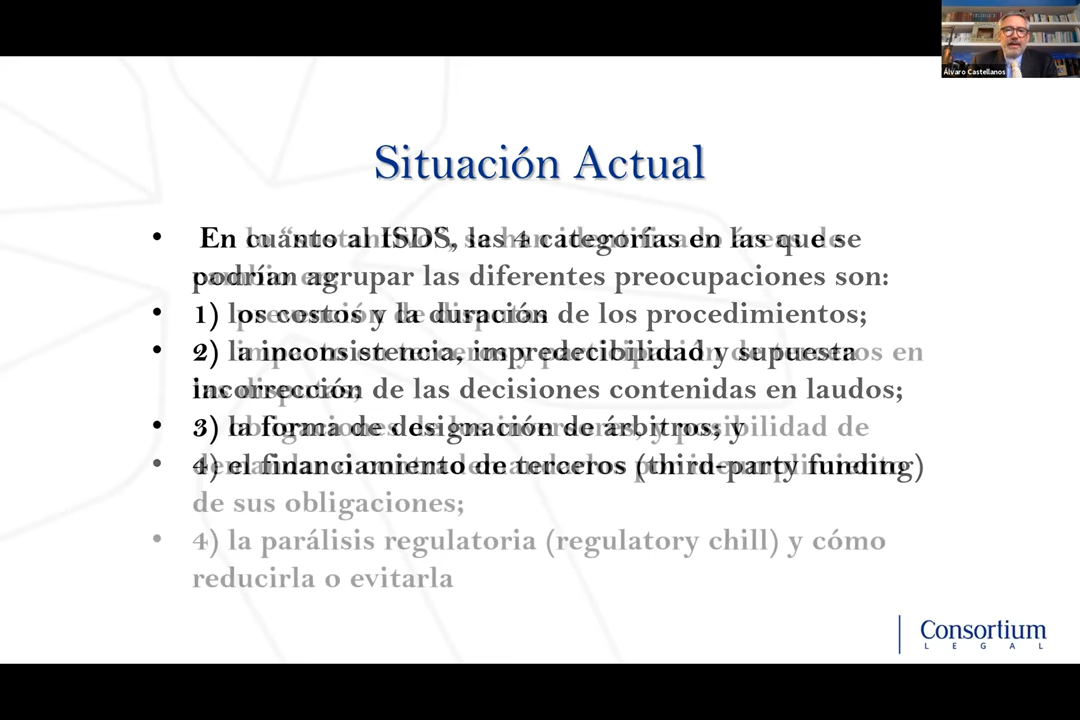 Álvaro Castellanos
Situación Actual
• En cuánto al ISDS, las 4 categorías en las que se
podrían agrupar las diferentes preocupaciones son:
• 1) los costos y la duración de los procedimientos;
• 2) la inconsistencia, impredecibilidad y supuesta
incorrección de las decisiones contenidas en laudos;
• 3) la forma de designación de árbitros; y
posibilidad de
• 4) el financiamiento de terceros (third-party funding)
de sus obligaciones;
• 4) la parálisis regulatoria (regulatory chill) y cómo
reducirla o evitarla
Consortium
LEGAL